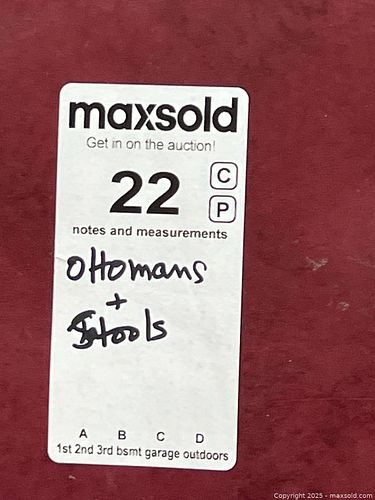 maxsold
Get in on the auction!
22
C
P
notes and measurements
Ottomans
+
Stools
A B C D
1st 2nd 3rd bsmt garage outdoors
Copyright 2025 - maxsold.com